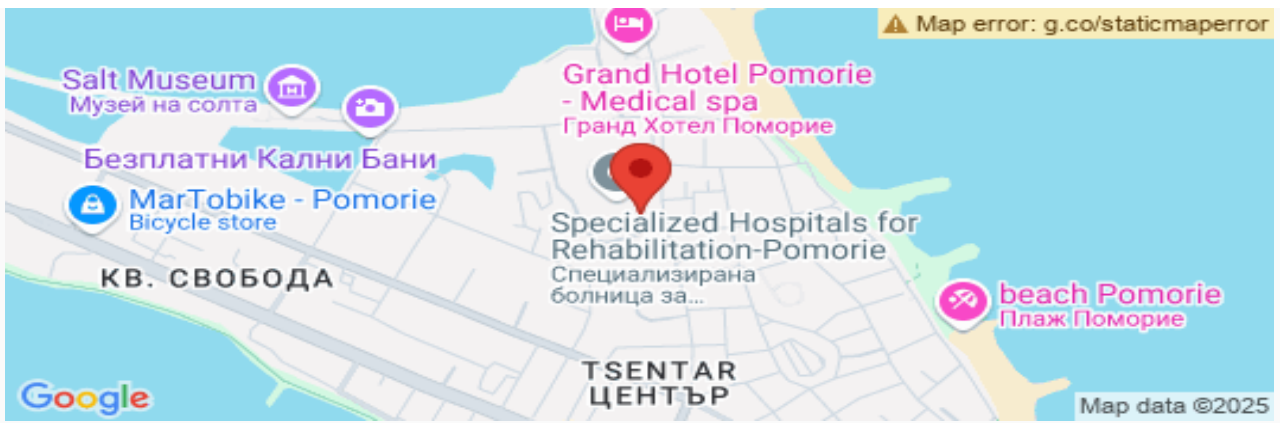 Map error: g.co/staticmaperror
Salt Museum
Музей на солта
Grand Hotel Pomorie
- Medical spa
Гранд Хотел Поморие
Безплатни Кални Бани
MarTobike - Pomorie
Bicycle store
Specialized Hospitals for
Rehabilitation-Pomorie
Специализирана
болница за...
КВ. СВОБОДА
beach Pomorie
Плаж Поморие
TSENTAR
ЦЕНТЪР
Google
Map data ©2025